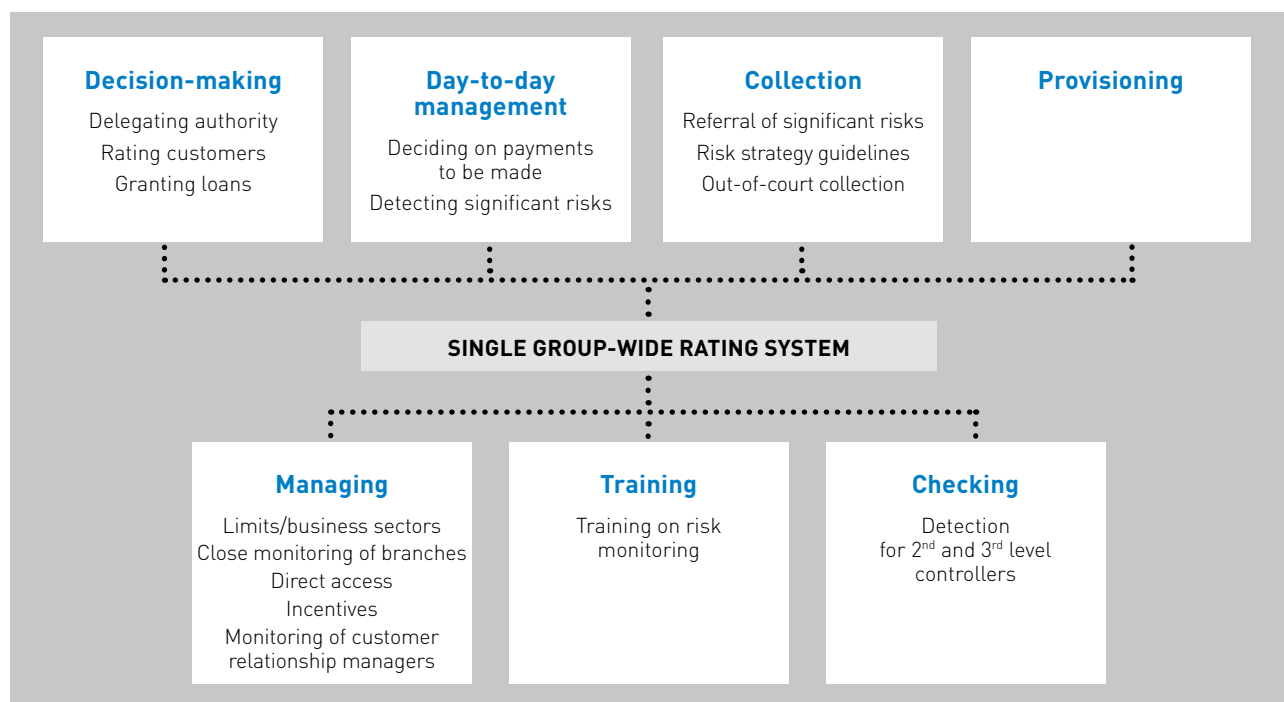 Decision-making
Delegating authority
Rating customers
Granting loans
Day-to-day
management
Deciding on payments
to be made
Detecting significant risks
Collection
Referral of significant risks
Risk strategy guidelines
Out-of-court collection
Provisioning
SINGLE GROUP-WIDE RATING SYSTEM
Managing
Limits/business sectors
Close monitoring of branches
Direct access
Incentives
Monitoring of customer
relationship managers
Training
Training on risk
monitoring
Checking
Detection
for 2nd and 3rd level
controllers